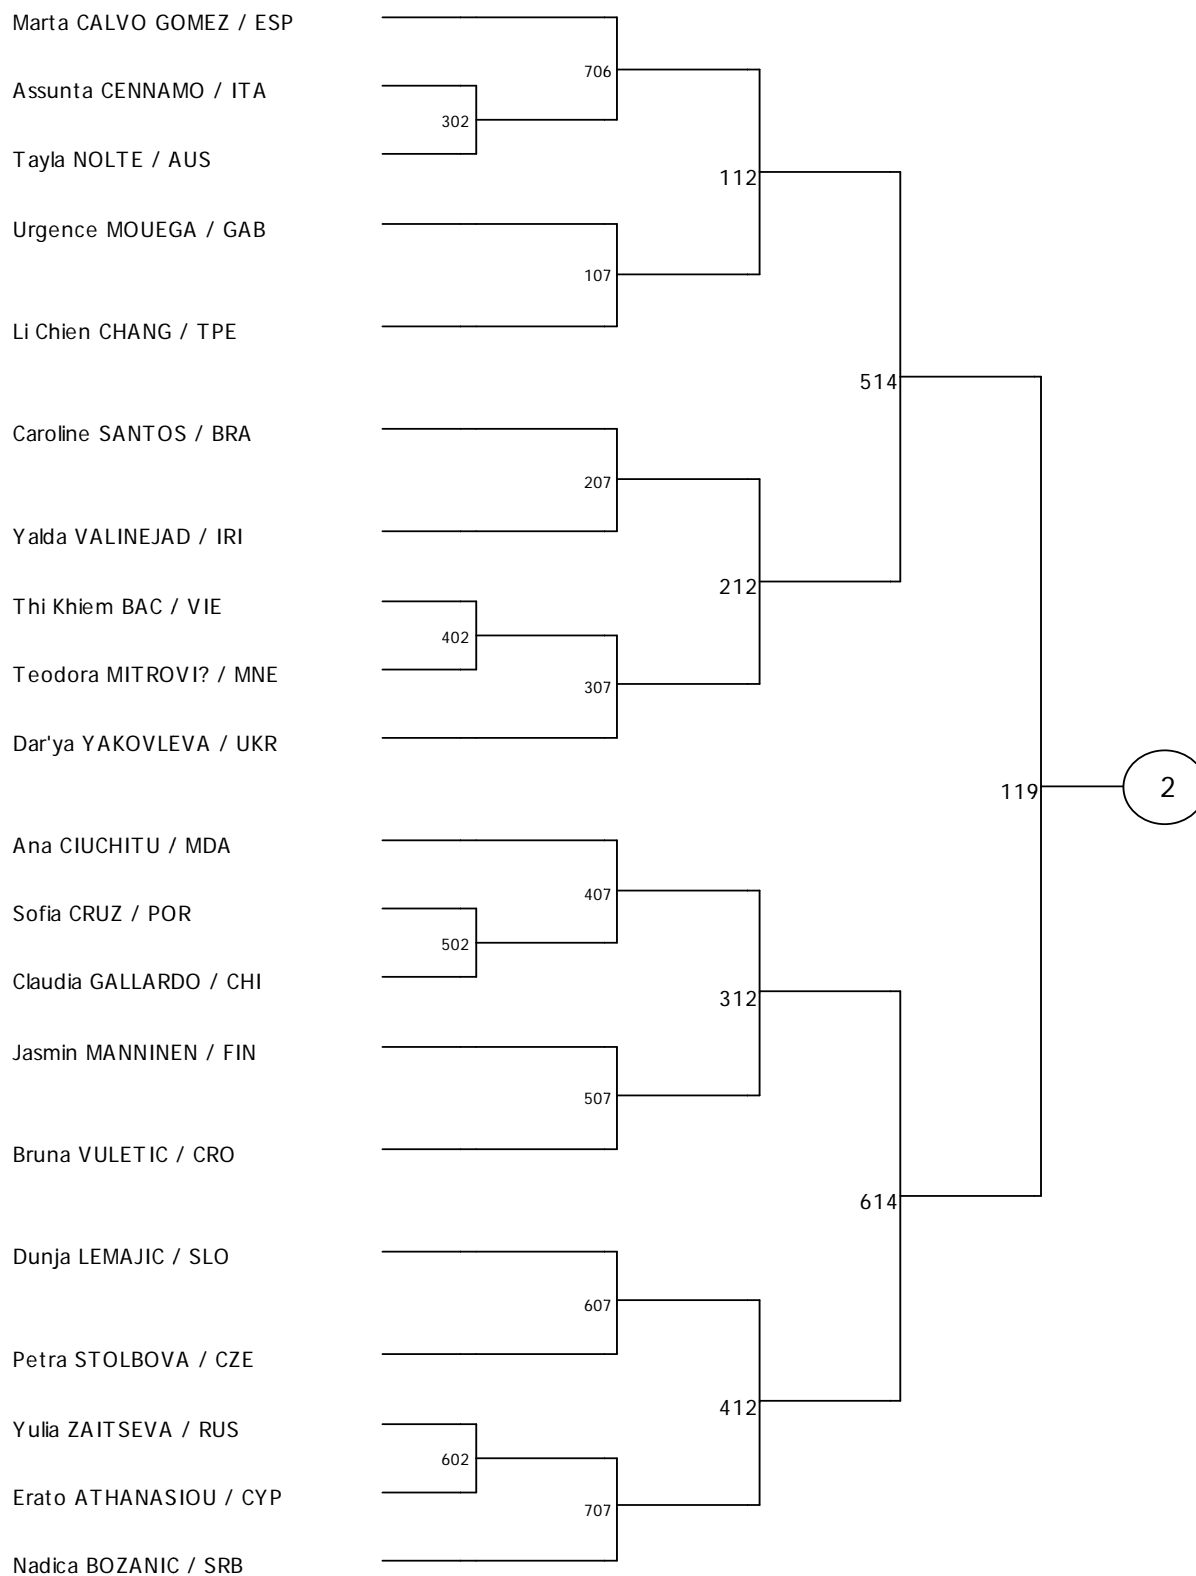 Marta CALVO GOMEZ / ESP
706
Assunta CENNAMO / ITA
302
Tayla NOLTE / AUS
112
Urgence MOUEGA / GAB
107
Li Chien CHANG / TPE
514
Caroline SANTOS / BRA
207
Yalda VALINEJAD / IRI
212
Thi Khiem BAC / VIE
402
Teodora MITROVI? / MNE
307
Dar'ya YAKOVLEVA / UKR
119
2
Ana CIUCHITU / MDA
407
Sofia CRUZ / POR
502
Claudia GALLARDO / CHI
312
Jasmin MANNINEN / FIN
507
Bruna VULETIC / CRO
614
Dunja LEMAJIC / SLO
607
Petra STOLBOVA / CZE
412
Yulia ZAITSEVA / RUS
602
Erato ATHANASIOU / CYP
707
Nadica BOZANIC / SRB